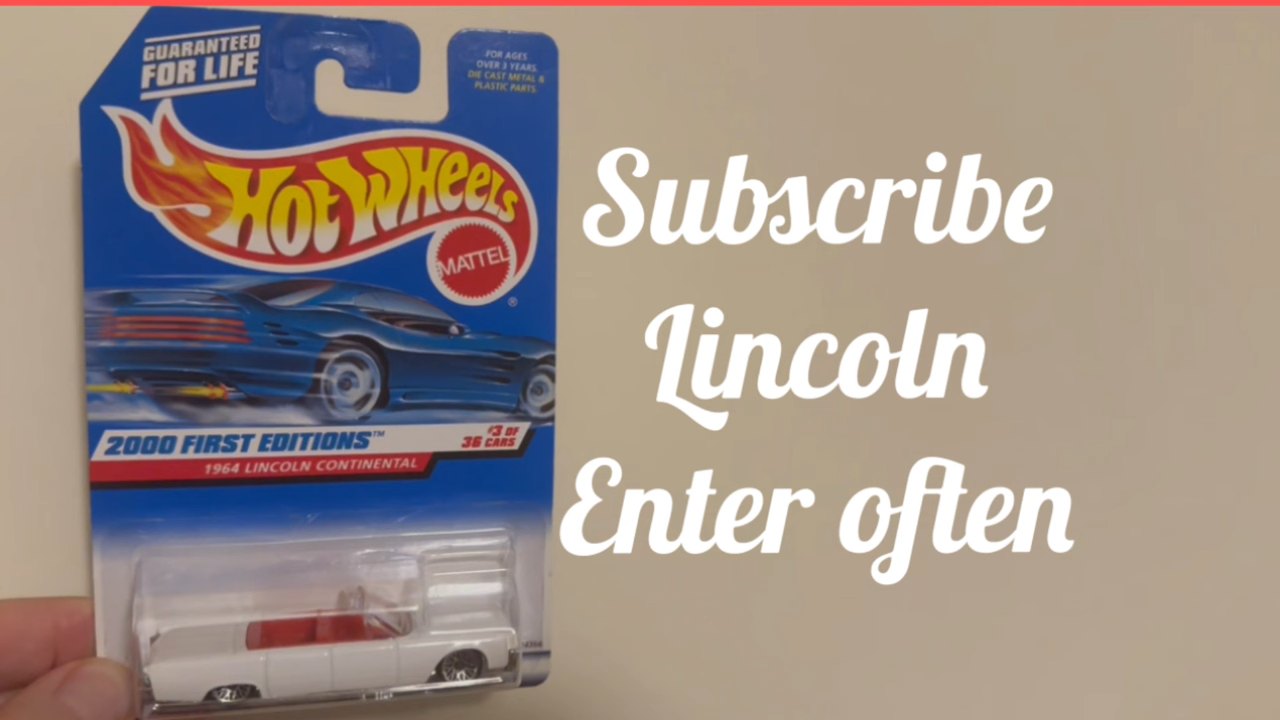 GUARANTEED
FOR LIFE
FOR AGES
OVER 3 YEARS.
DIE CAST METAL &
PLASTIC PARTS.
HOT WHEELS
MATTEL
®
2000 FIRST EDITIONS™
#3 OF
36 CARS
1964 LINCOLN CONTINENTAL
Subscribe
Lincoln
Enter often